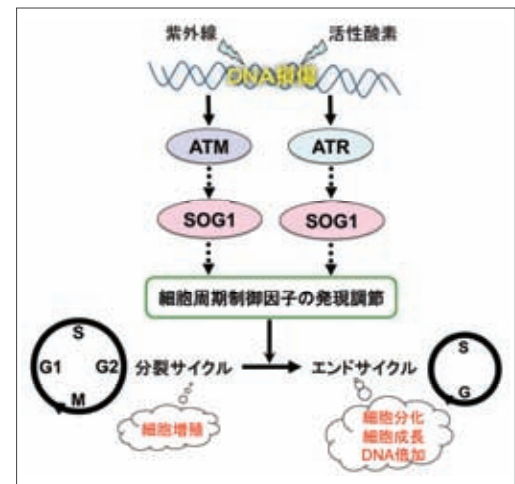 紫外線
活性酸素
DNA損傷
ATM
ATR
SOG1
SOG1
細胞周期制御因子の発現調節
S
G1
G2
M
分裂サイクル
エンドサイクル
S
G
細胞増殖
細胞分化
細胞成長
DNA倍加